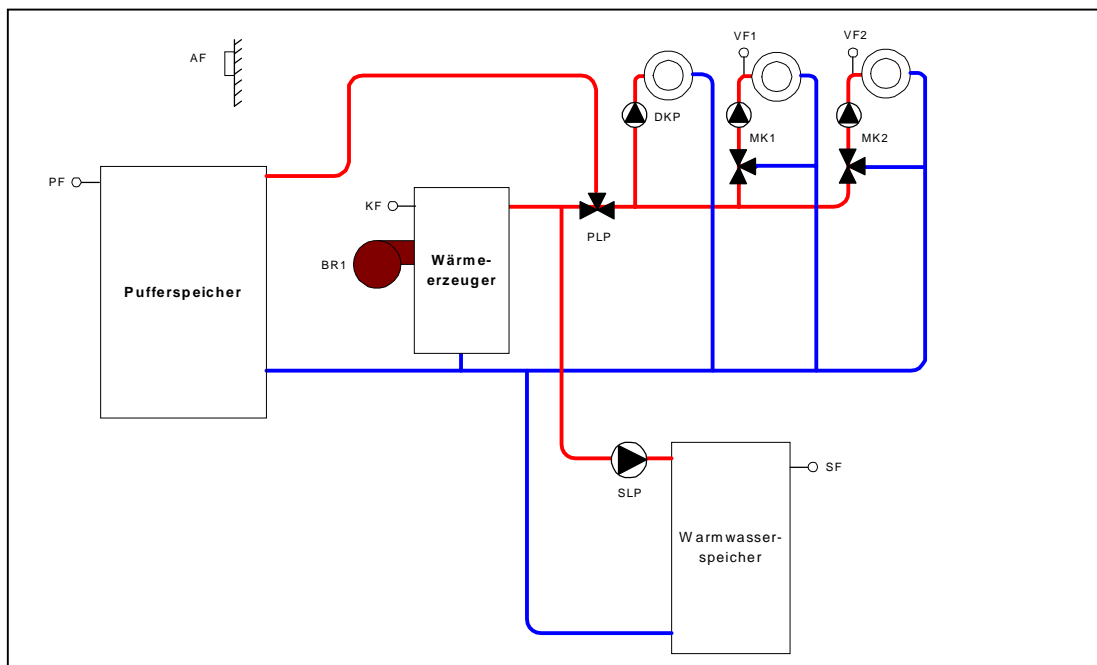 AF
VF1
VF2
DKP
MK1
MK2
PF
KF
PLP
BR1
Wärme-
erzeuger
Pufferspeicher
SF
SLP
Warmwasser-
speicher